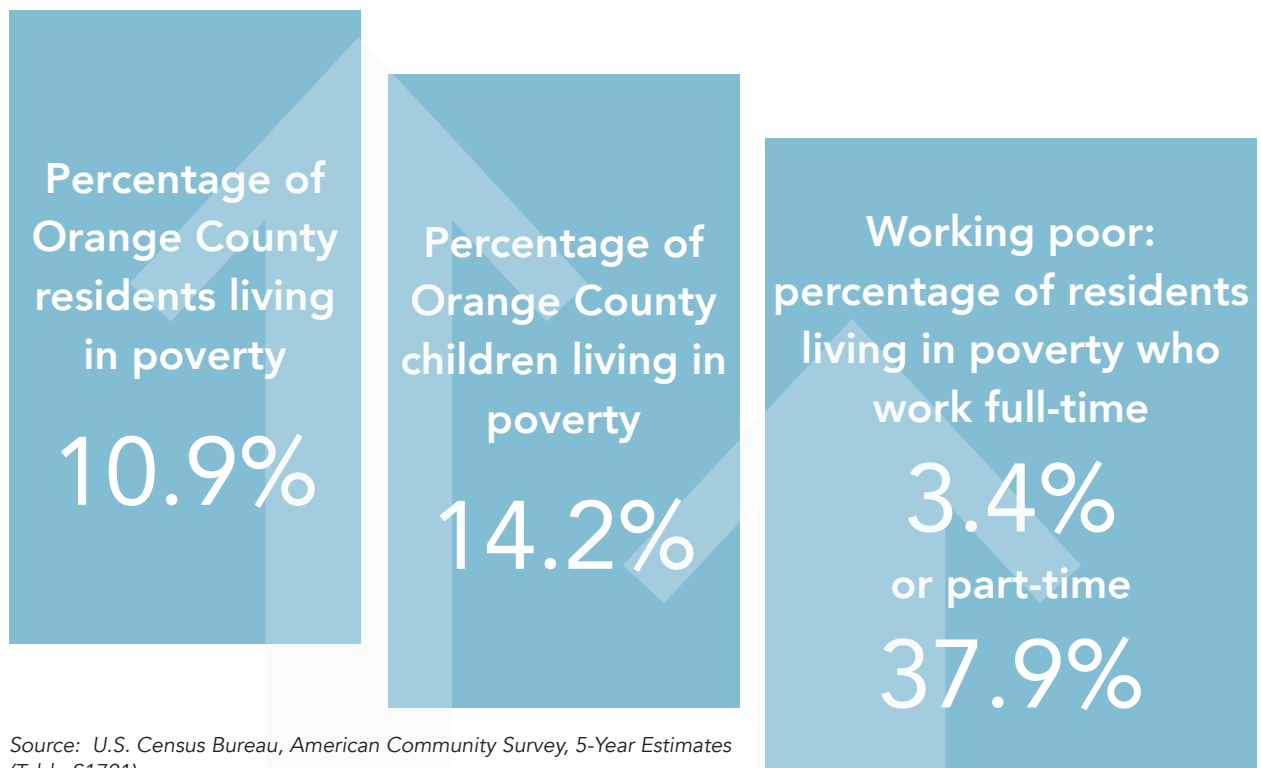 Percentage of
Orange County
residents living
in poverty
10.9%
Percentage of
Orange County
children living in
poverty
14.2%
Working poor:
percentage of residents
living in poverty who
work full-time
3.4%
or part-time
37.9%
Source:  U.S. Census Bureau, American Community Survey, 5-Year Estimates
(Table S1701)